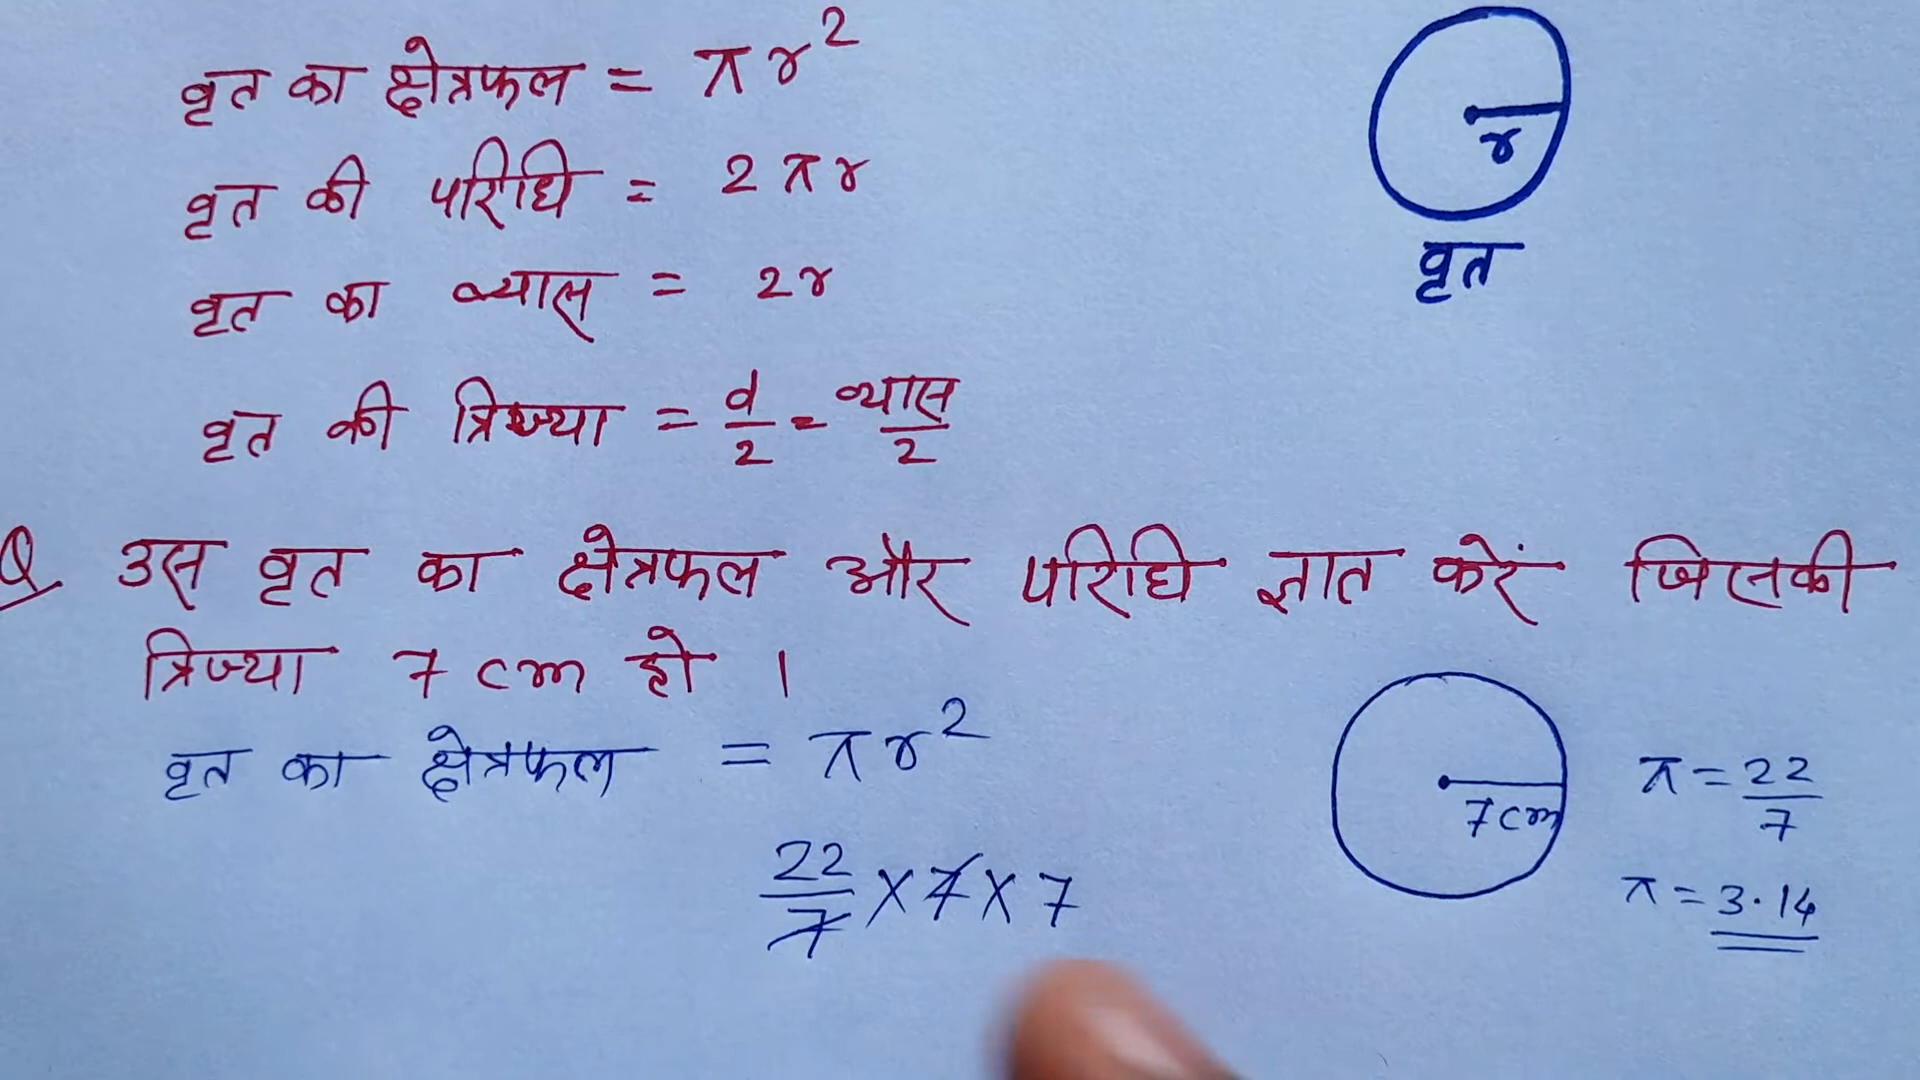 वृत का क्षेत्रफल = πr²
वृत की परिधि = 2πr
वृत का व्यास = 2r
वृत की त्रिज्या = d/2 = व्यास/2
r
वृत
Q. उस वृत का क्षेत्रफल और परिधि ज्ञात करें जिसकी
त्रिज्या 7 cm हो ।
वृत का क्षेत्रफल = πr²
22/7 × 7 × 7
7cm
π = 22/7
π = 3.14